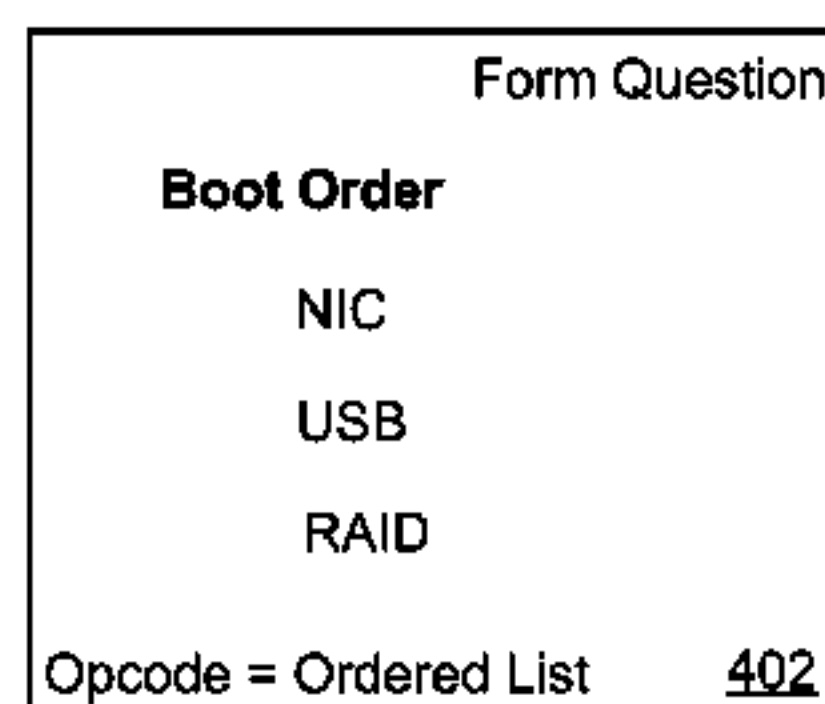 Form Question
Boot Order
NIC
USB
RAID
Opcode = Ordered List 402